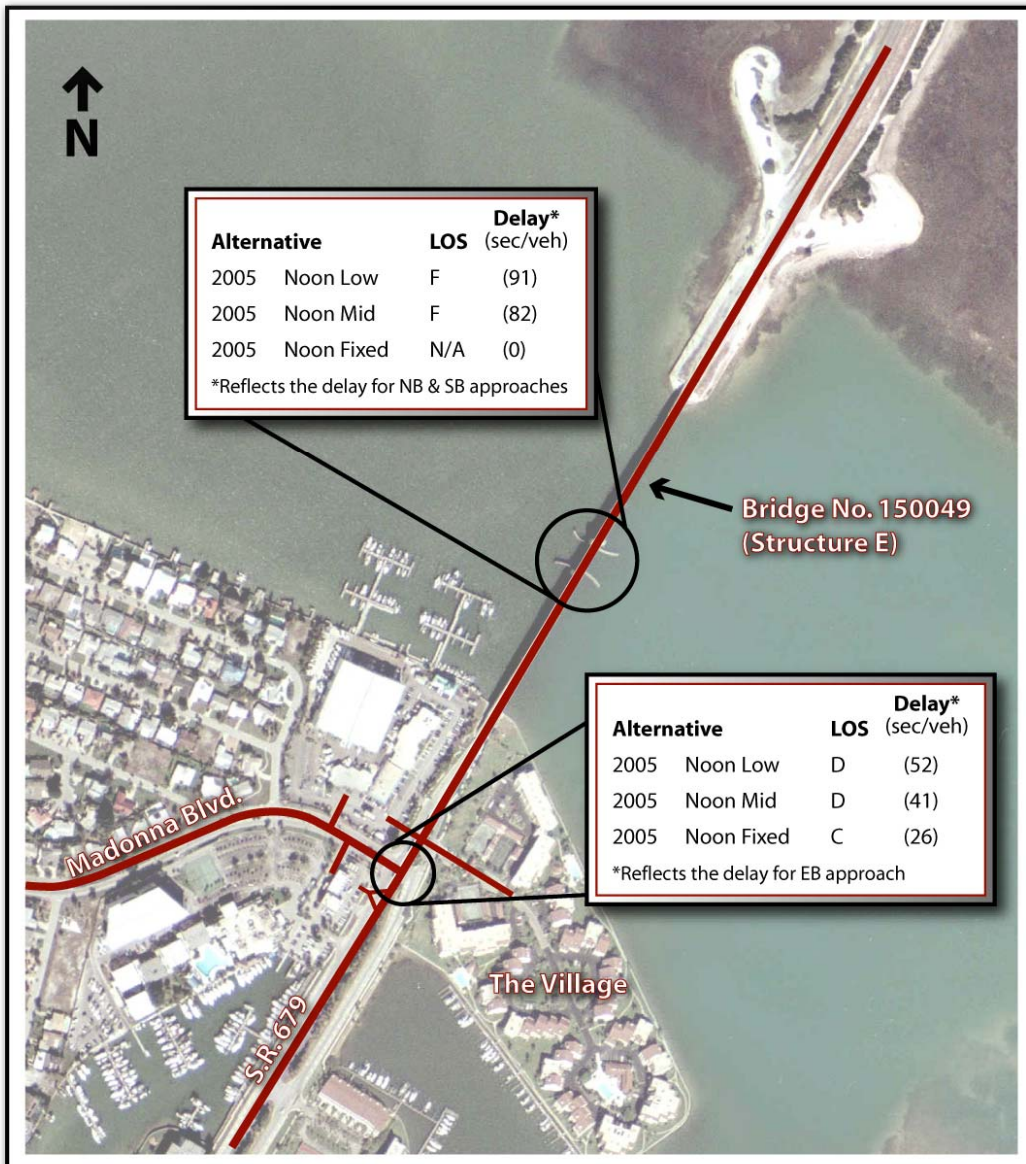 N
Alternative LOS Delay* (sec/veh)
2005 Noon Low F (91)
2005 Noon Mid F (82)
2005 Noon Fixed N/A (0)
*Reflects the delay for NB & SB approaches
Bridge No. 150049
(Structure E)
Alternative LOS Delay* (sec/veh)
2005 Noon Low D (52)
2005 Noon Mid D (41)
2005 Noon Fixed C (26)
*Reflects the delay for EB approach
Madonna Blvd.
The Village
S.R. 679